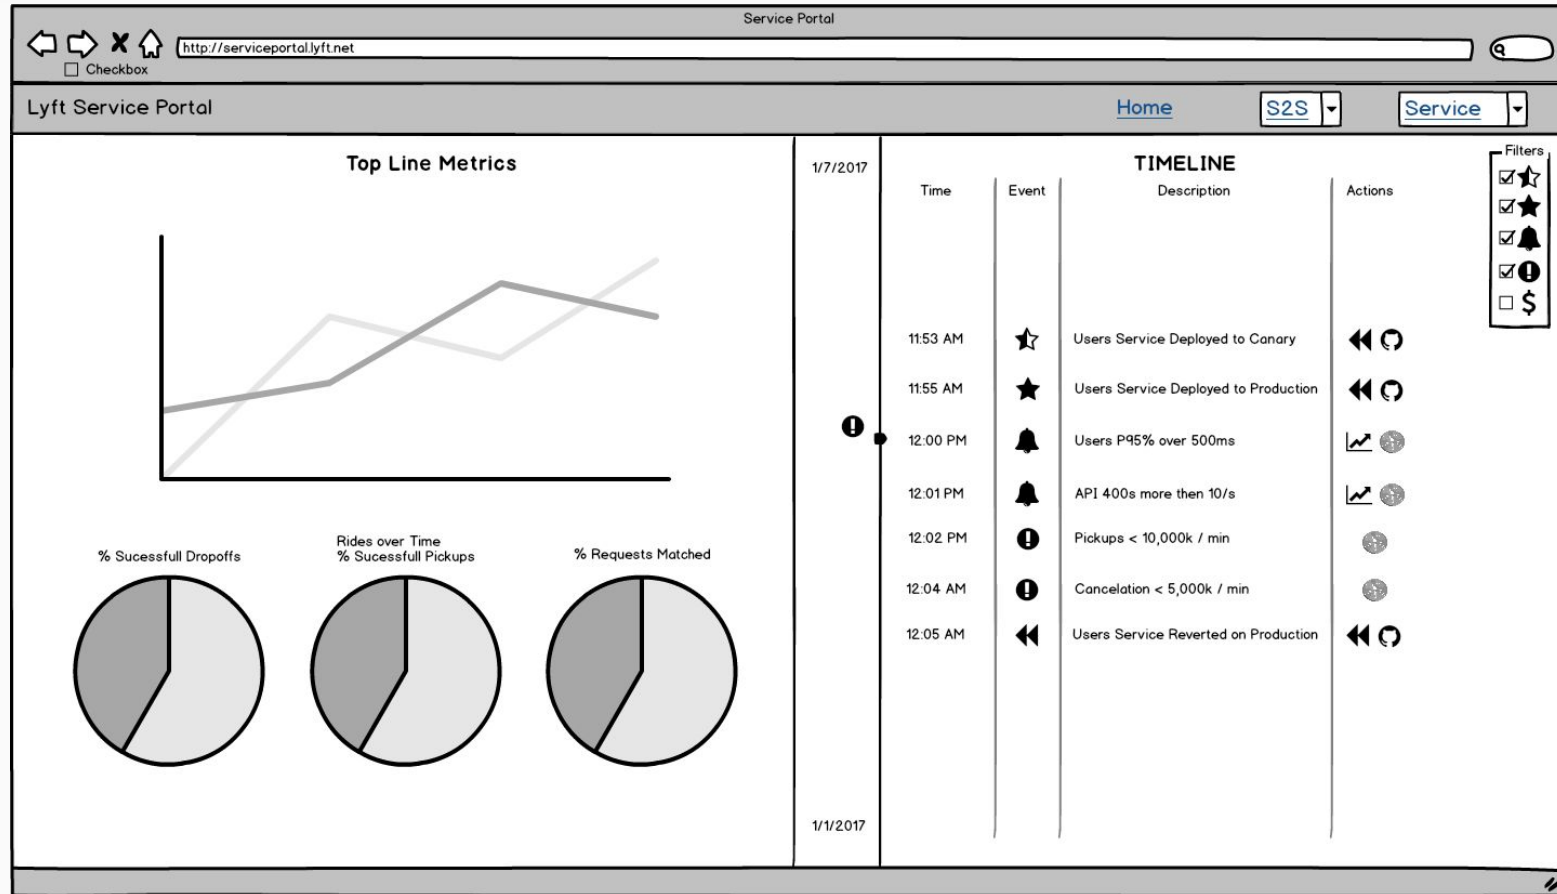 Service Portal
http://serviceportal.lyft.net
Checkbox
Lyft Service Portal
Home
S2S
Service
Top Line Metrics
Rides over Time
% Sucessfull Dropoffs
% Sucessfull Pickups
% Requests Matched
1/7/2017
1/1/2017
TIMELINE
Time Event Description Actions
11:53 AM Users Service Deployed to Canary
11:55 AM Users Service Deployed to Production
12:00 PM Users P95% over 500ms
12:01 PM API 400s more then 10/s
12:02 PM Pickups < 10,000k / min
12:04 AM Cancelation < 5,000k / min
12:05 AM Users Service Reverted on Production
Filters
$